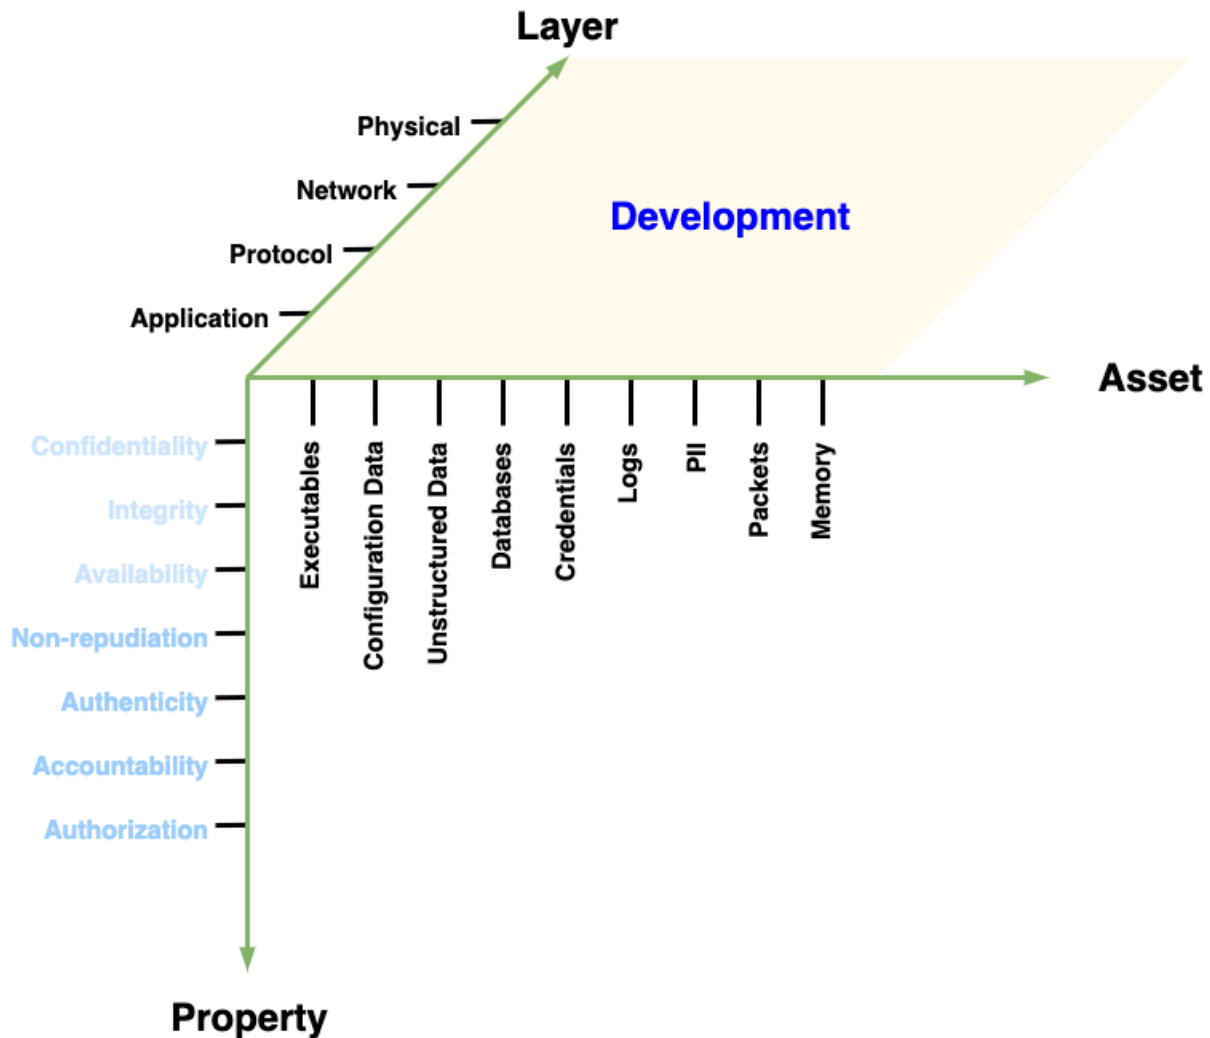 Layer
Physical
Network
Protocol
Application
Development
Asset
Confidentiality
Integrity
Availability
Non-repudiation
Authenticity
Accountability
Authorization
Executables
Configuration Data
Unstructured Data
Databases
Credentials
Logs
PII
Packets
Memory
Property